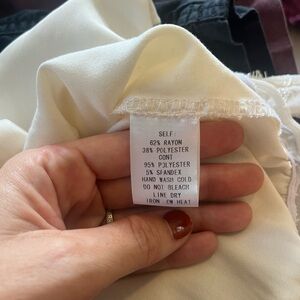 SELF
62% RAYON
38% POLYESTER
CONT
95% POLYESTER
5% SPANDEX
HAND WASH COLD
DO NOT BLEACH
LINE DRY
IRON ON HEAT